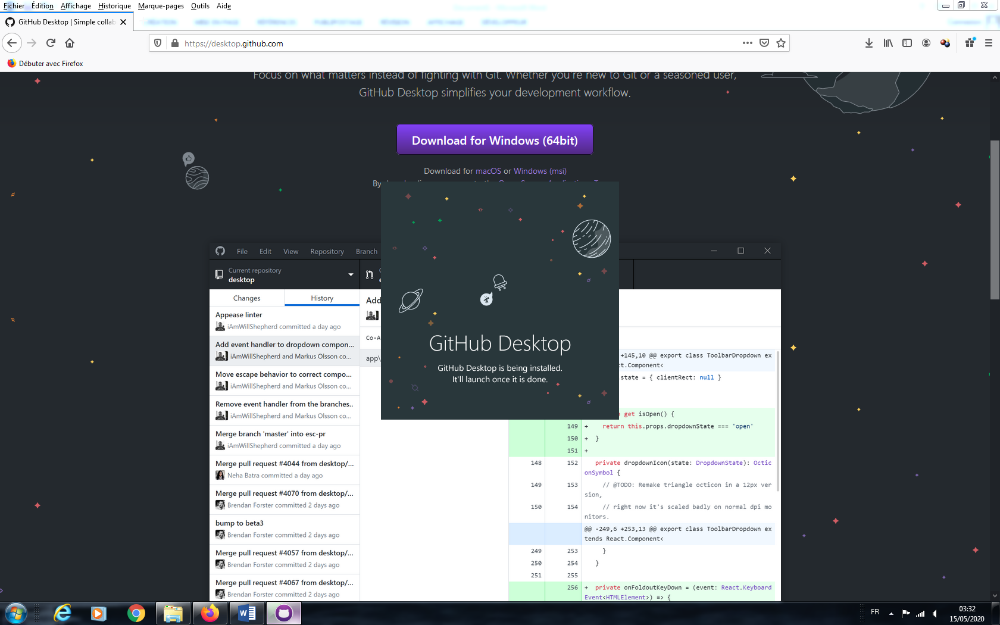 Fichier Édition Affichage Historique Marque-pages Outils Aide
GitHub Desktop | Simple collab
https://desktop.github.com
Débuter avec Firefox
Focus on what matters instead of fighting with Git. Whether you're new to Git or a seasoned user,
GitHub Desktop simplifies your development workflow.
Download for Windows (64bit)
Download for macOS or Windows (msi)
By
File Edit View Repository Branch
Current repository
desktop
Changes History
Appease linter
iAmWillShepherd committed a day ago
Add event handler to dropdown compon...
iAmWillShepherd and Markus Olsson co...
Move escape behavior to correct compo...
iAmWillShepherd and Markus Olsson co...
Remove event handler from the branches..
iAmWillShepherd and Markus Olsson co...
Merge branch 'master' into esc-pr
iAmWillShepherd committed a day ago
Merge pull request #4044 from desktop/...
Neha Batra committed a day ago
Merge pull request #4070 from desktop/...
Brendan Forster committed 2 days ago
bump to beta3
Brendan Forster committed 2 days ago
Merge pull request #4057 from desktop/...
Brendan Forster committed 2 days ago
Merge pull request #4067 from desktop/...
Brendan Forster committed 2 days ago
Add
Co-A
app\
GitHub Desktop
GitHub Desktop is being installed.
It'll launch once it is done.
+145,10 @@ export class ToolbarDropdown ex
ct.Component<
state = { clientRect: null }
get isOpen() {
149 + return this.props.dropdownState === 'open'
150 + }
151 +
148 152 private dropdownIcon(state: DropdownState): Octic
onSymbol {
149 153 // @TODO: Remake triangle octicon in a 12px ver
sion,
150 154 // right now it's scaled badly on normal dpi mo
nitors.
@@ -249,6 +253,13 @@ export class ToolbarDropdown ex
tends React.Component<
249 253 }
250 254 }
251 255
256 + private onFoldoutKeyDown = (event: React.Keyboard
Event<HTMLElement>) => {
FR
03:32
15/05/2020